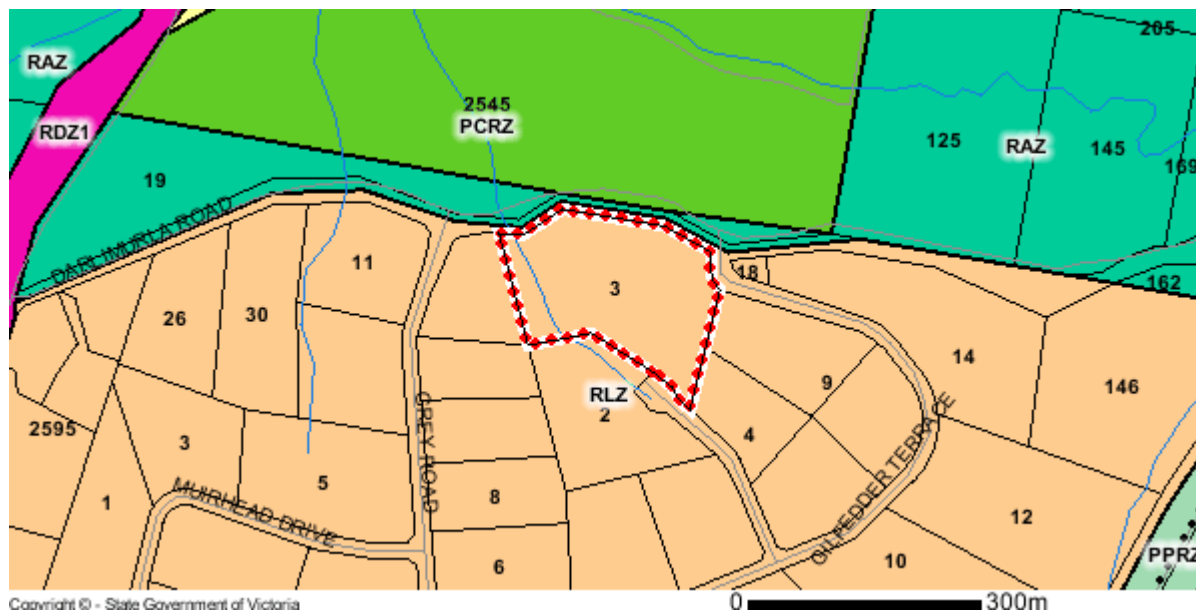 205
RAZ
2545
PCRZ
RDZ1
125
RAZ
145
169
19
DARLIMURLA ROAD
11
3
18
162
26
30
14
146
9
RLZ
2
2595
3
4
GREY ROAD
GILFEDDER TERRACE
1
5
8
MUIRHEAD DRIVE
12
PPRZ
6
10
Copyright © - State Government of Victoria
0 300m